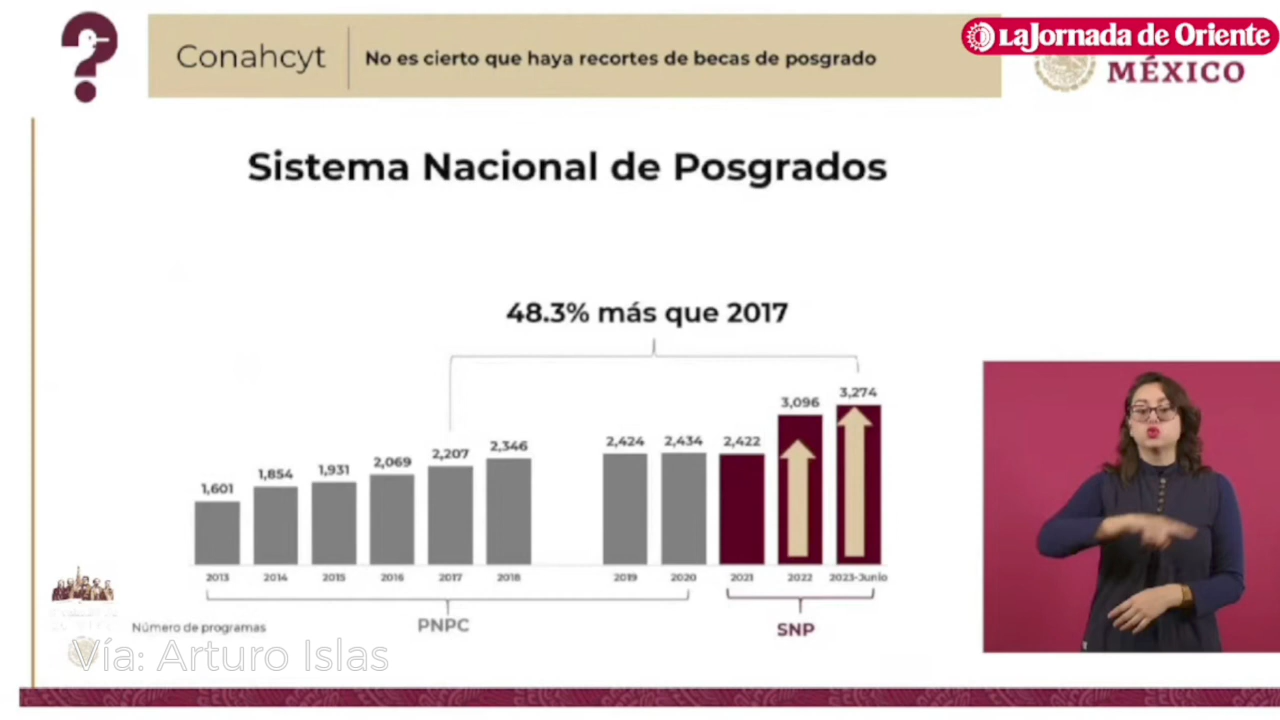 Conahcyt
No es cierto que haya recortes de becas de posgrado
LaJornada de Oriente
MÉXICO
Sistema Nacional de Posgrados
48.3% más que 2017
1,601
1,854
1,931
2,069
2,207
2,346
2,424
2,434
2,422
3,096
3,274
2013
2014
2015
2016
2017
2018
2019
2020
2021
2022
2023-Junio
PNPC
SNP
Número de programas
Vía: Arturo Islas